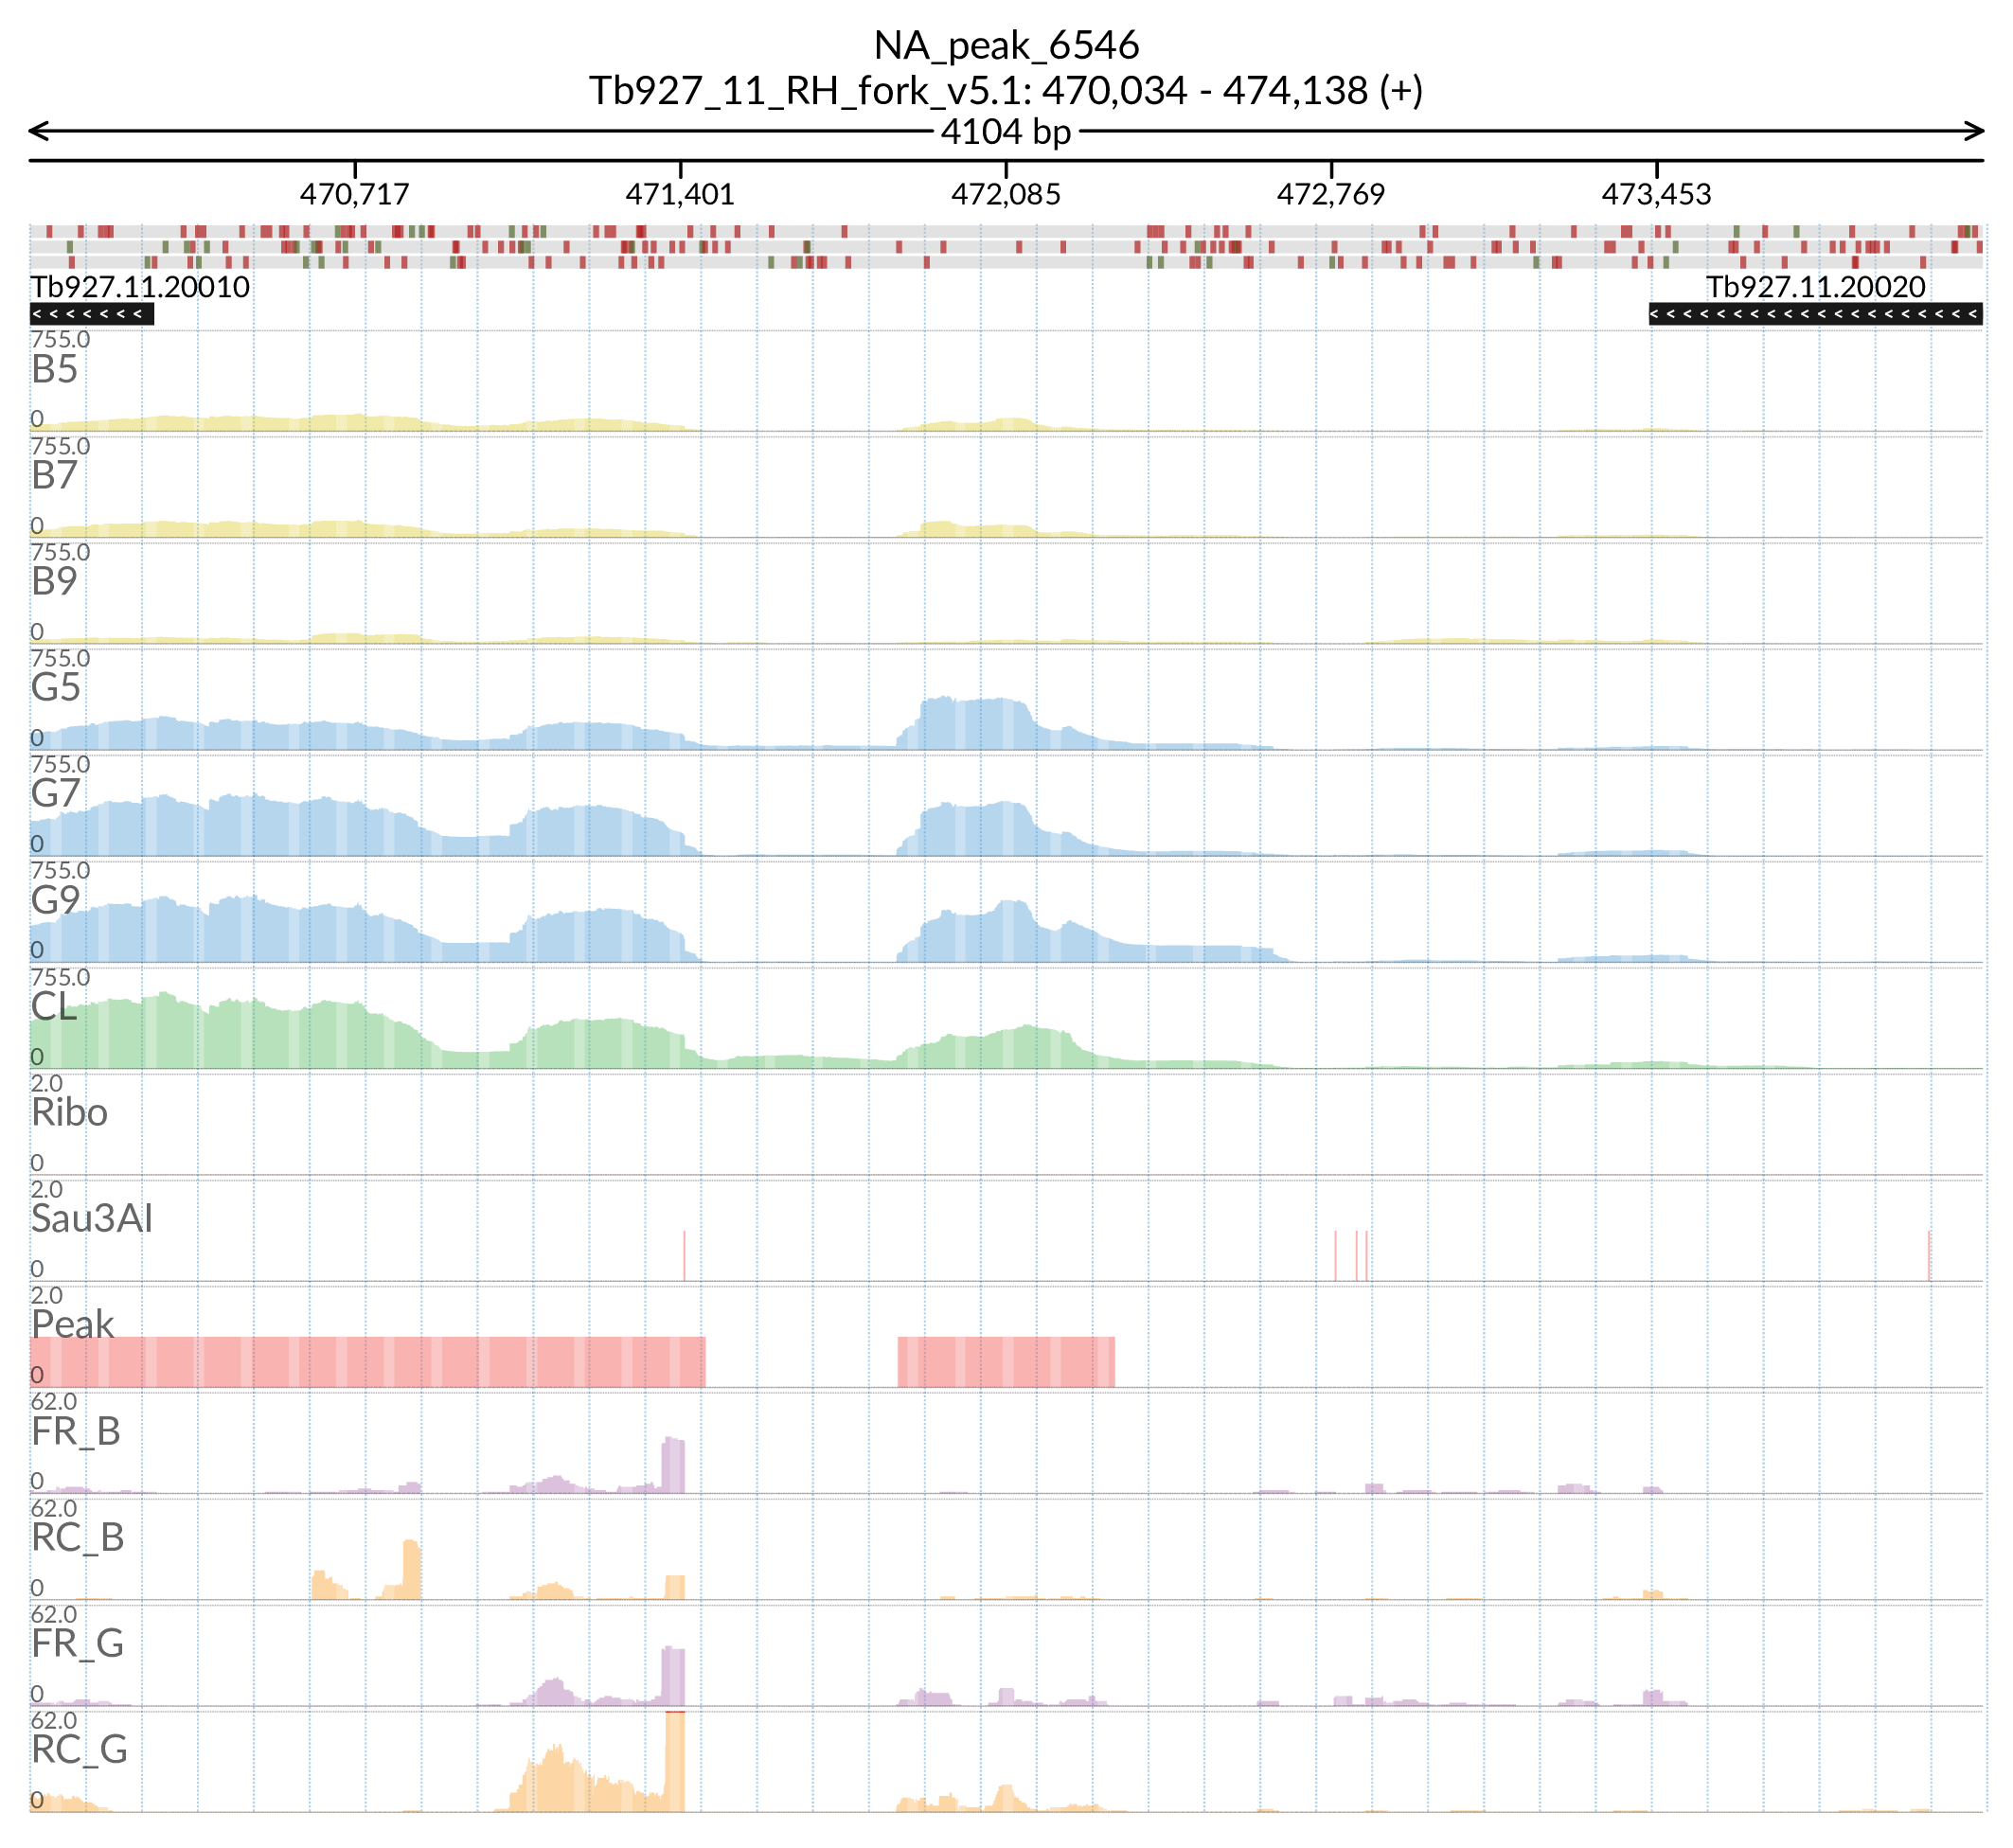 NA_peak_6546
Tb927_11_RH_fork_v5.1: 470,034 - 474,138 (+)
4104 bp
470,717 471,401 472,085 472,769 473,453
Tb927.11.20010 Tb927.11.20020
755.0
B5
0
755.0
B7
0
755.0
B9
0
755.0
G5
0
755.0
G7
0
755.0
G9
0
755.0
CL
0
2.0
Ribo
0
2.0
Sau3AI
0
2.0
Peak
0
62.0
FR_B
0
62.0
RC_B
0
62.0
FR_G
0
62.0
RC_G
0